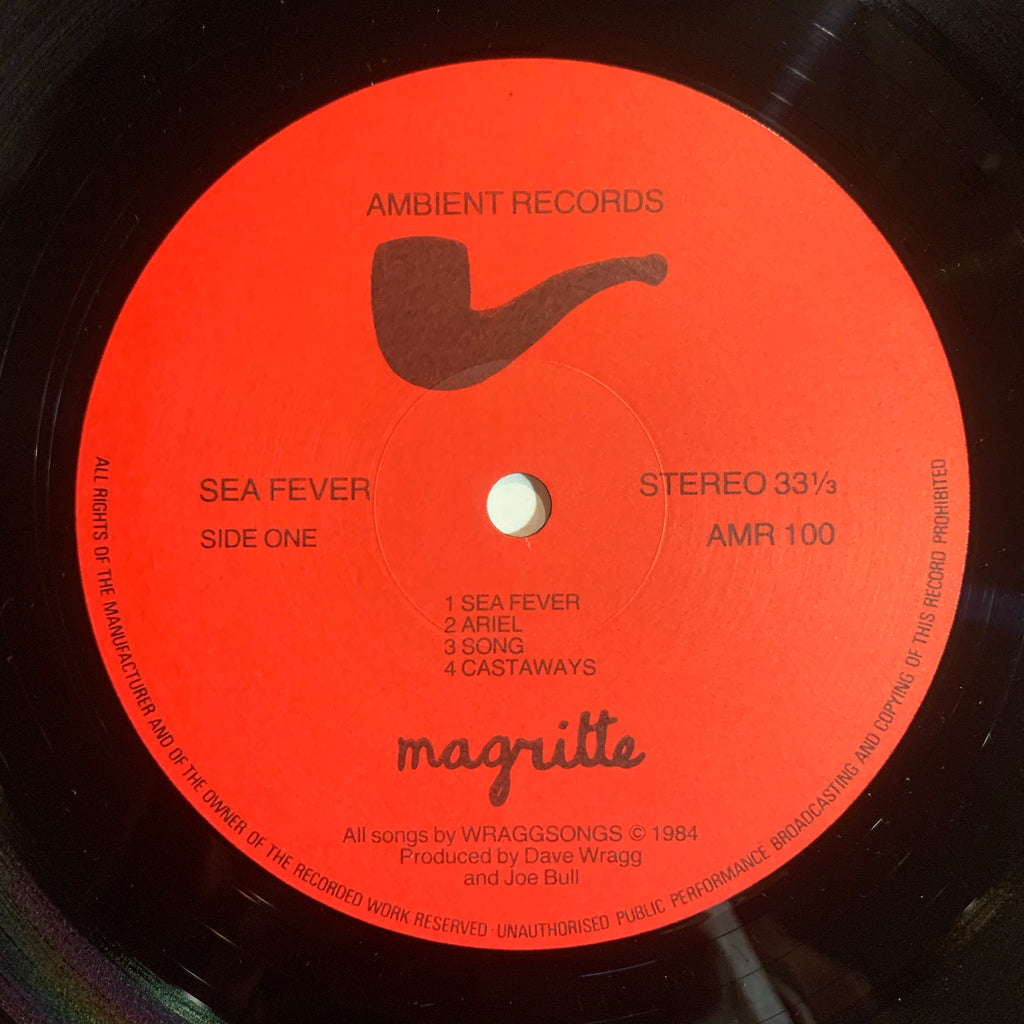 AMBIENT RECORDS
SEA FEVER
STEREO 33⅓
SIDE ONE
AMR 100
1 SEA FEVER
2 ARIEL
3 SONG
4 CASTAWAYS
magritte
All songs by WRAGGSONGS © 1984
Produced by Dave Wragg
and Joe Bull
ALL RIGHTS OF THE MANUFACTURER AND OF THE OWNER OF THE RECORDED WORK RESERVED · UNAUTHORISED PUBLIC PERFORMANCE BROADCASTING AND COPYING OF THIS RECORD PROHIBITED